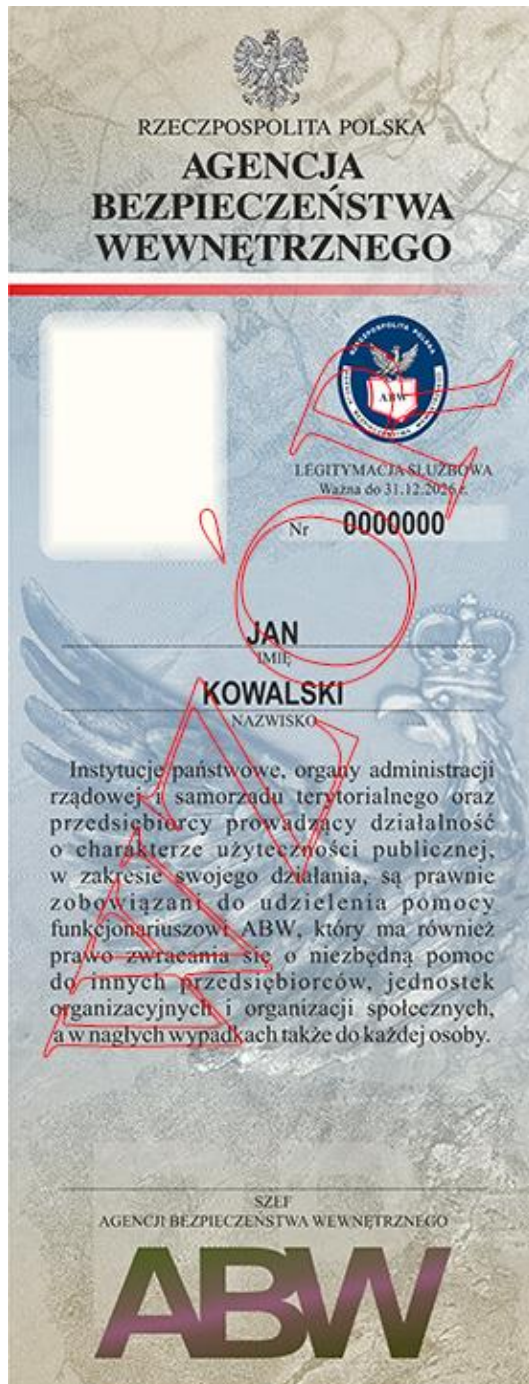 RZECZPOSPOLITA POLSKA
AGENCJA
BEZPIECZEŃSTWA
WEWNĘTRZNEGO
RZECZPOSPOLITA POLSKA
ABW
LEGITYMACJA SŁUŻBOWA
Ważna do 31.12.2026 r.
Nr 0000000
JAN
IMIĘ
KOWALSKI
NAZWISKO
Instytucje państwowe, organy administracji
rządowej i samorządu terytorialnego oraz
przedsiębiorcy prowadzący działalność
o charakterze użyteczności publicznej,
w zakresie swojego działania, są prawnie
zobowiązani do udzielenia pomocy
funkcjonariuszowi ABW, który ma również
prawo zwracania się o niezbędną pomoc
do innych przedsiębiorców, jednostek
organizacyjnych i organizacji społecznych,
a w nagłych wypadkach także do każdej osoby.
WZÓR
SZEF
AGENCJI BEZPIECZEŃSTWA WEWNĘTRZNEGO
ABW